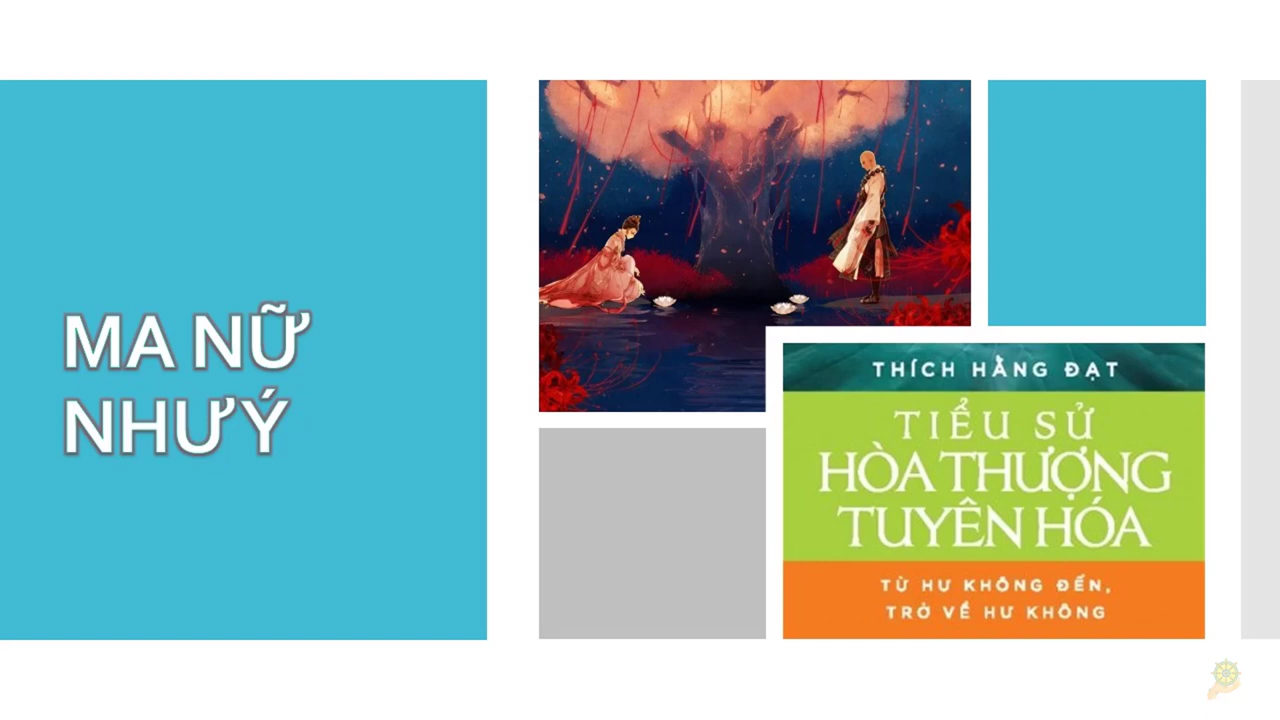 MA NỮ
NHƯ Ý
THÍCH HẰNG ĐẠT
TIỂU SỬ
HÒA THƯỢNG
TUYÊN HÓA
TỪ HƯ KHÔNG ĐẾN,
TRỞ VỀ HƯ KHÔNG